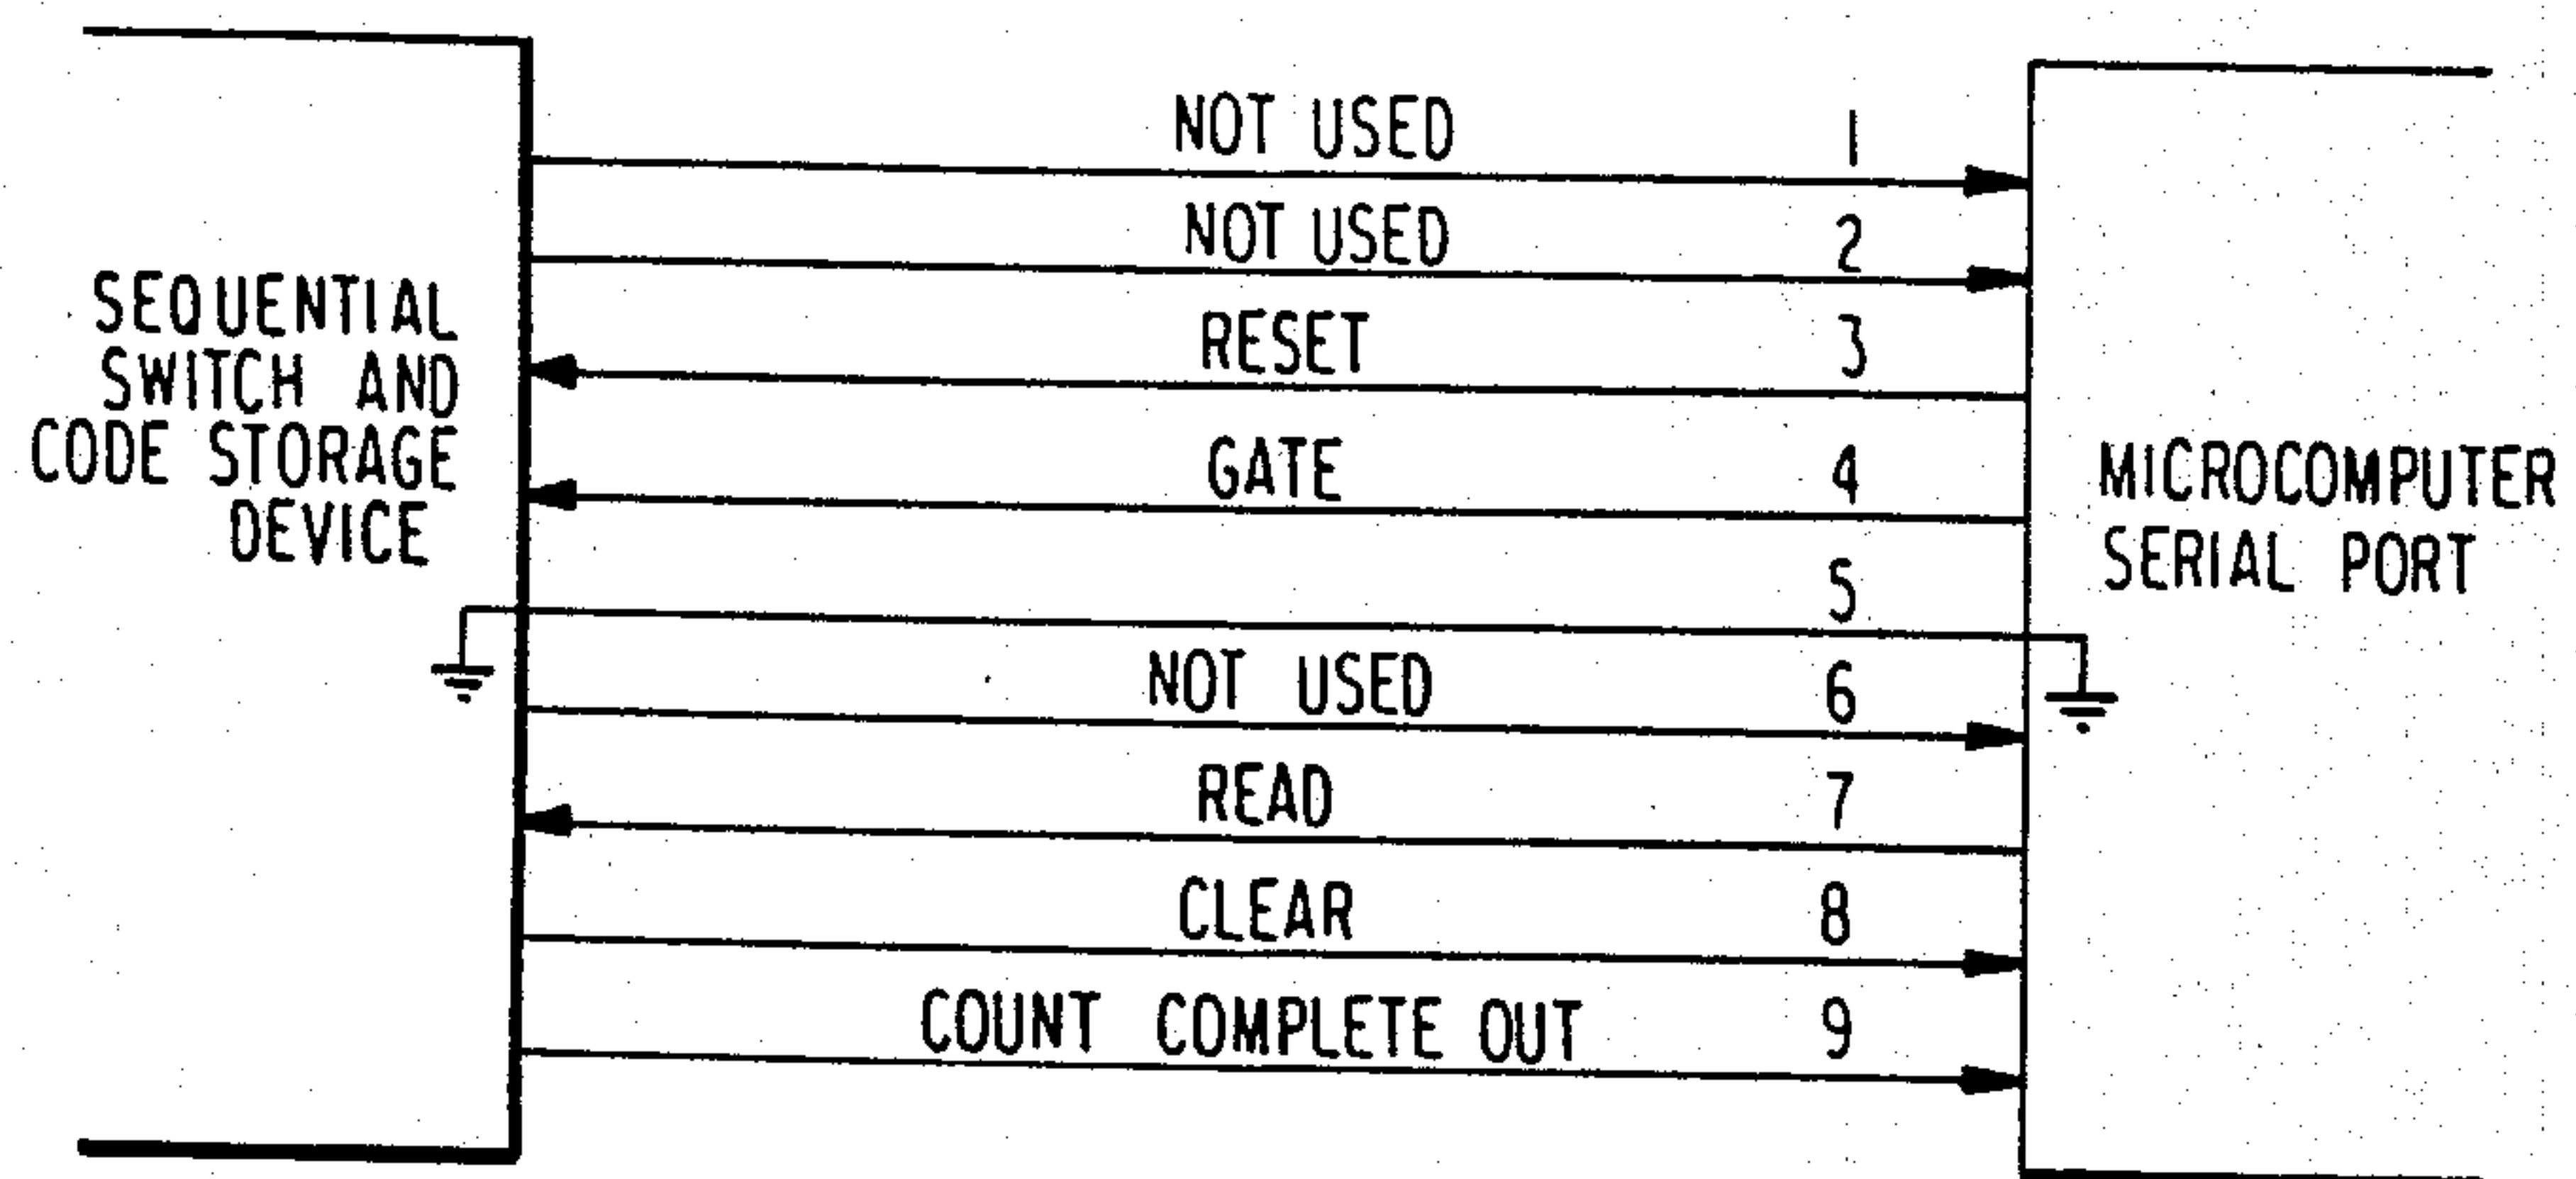 NOT USED 1
NOT USED 2
RESET 3
GATE 4
5
NOT USED 6
READ 7
CLEAR 8
COUNT COMPLETE OUT 9
SEQUENTIAL
SWITCH AND
CODE STORAGE
DEVICE
MICROCOMPUTER
SERIAL PORT